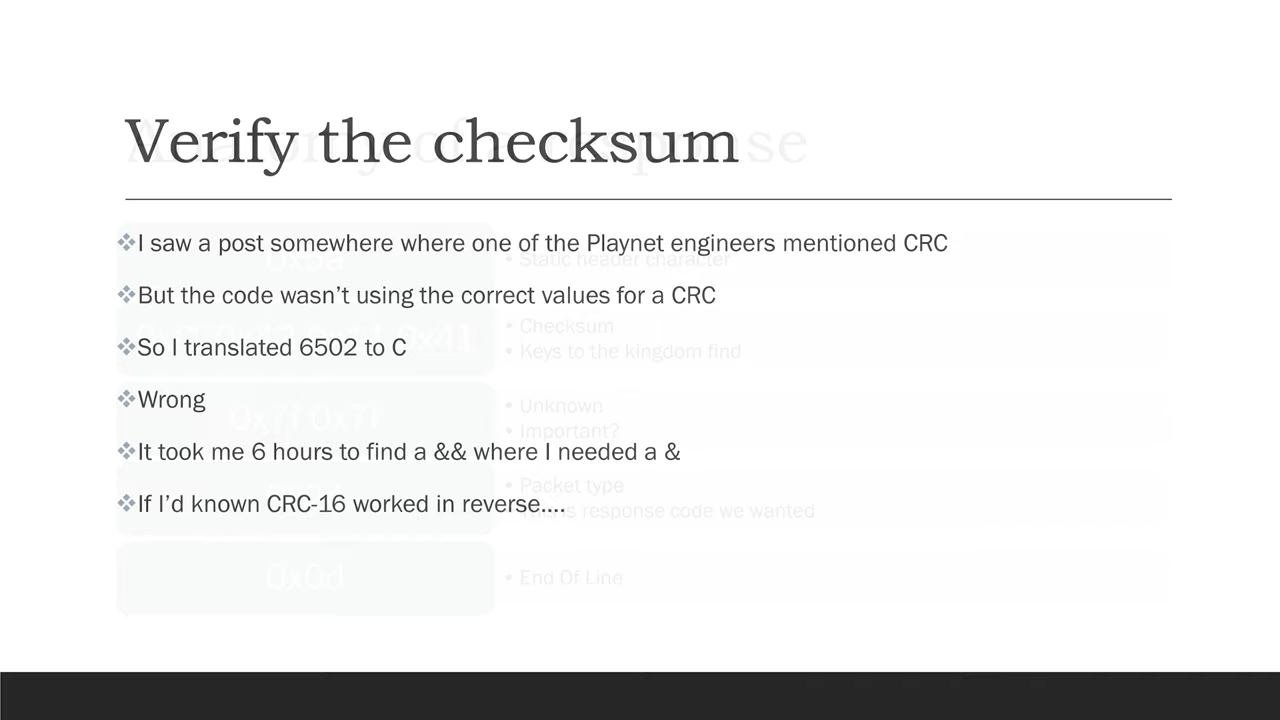 Verify the checksum
❖I saw a post somewhere where one of the Playnet engineers mentioned CRC
• Static header character
❖But the code wasn’t using the correct values for a CRC
• Checksum
❖So I translated 6502 to C
• Keys to the kingdom find
❖Wrong
• Unknown
• Important?
❖It took me 6 hours to find a && where I needed a &
• Packet type
❖If I’d known CRC-16 worked in reverse….
is response code we wanted
0x0d
• End Of Line